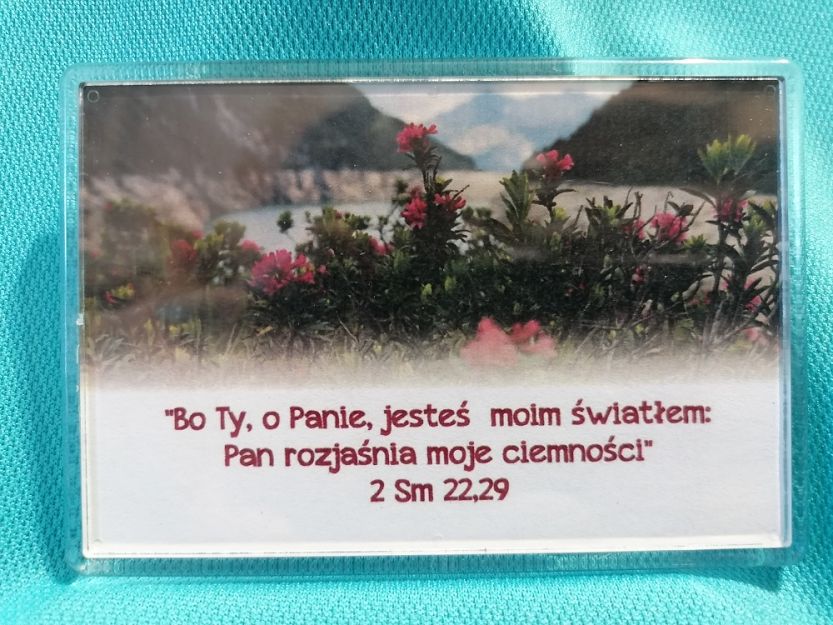 "Bo Ty, o Panie, jesteś moim światłem:
Pan rozjaśnia moje ciemności"
2 Sm 22,29